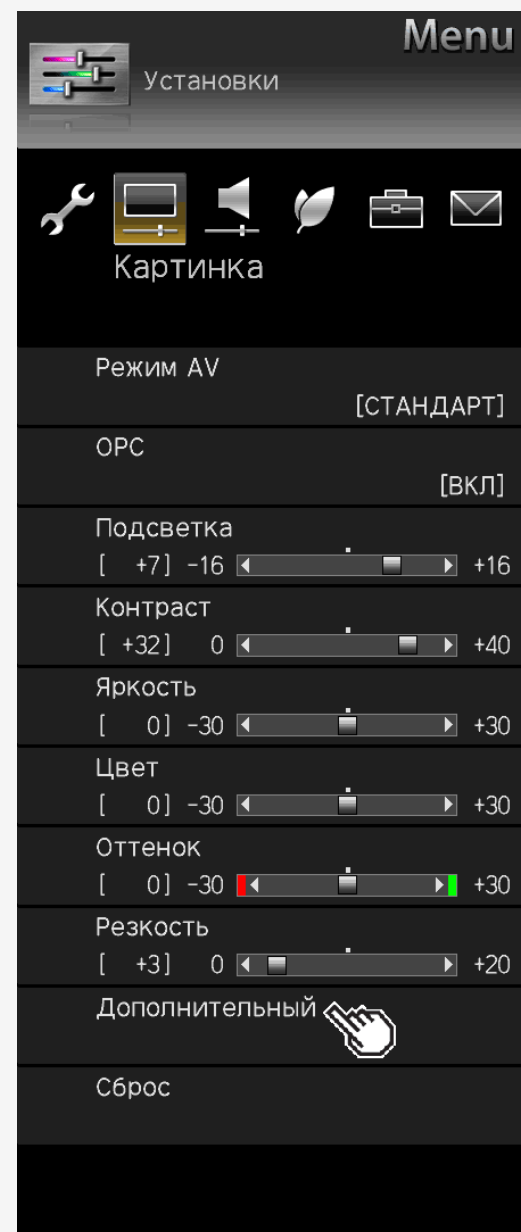 Menu
Установки
Картинка
Режим AV
[СТАНДАРТ]
OPC
[ВКЛ]
Подсветка
[ +7] -16 +16
Контраст
[ +32] 0 +40
Яркость
[ 0] -30 +30
Цвет
[ 0] -30 +30
Оттенок
[ 0] -30 +30
Резкость
[ +3] 0 +20
Дополнительный
Сброс